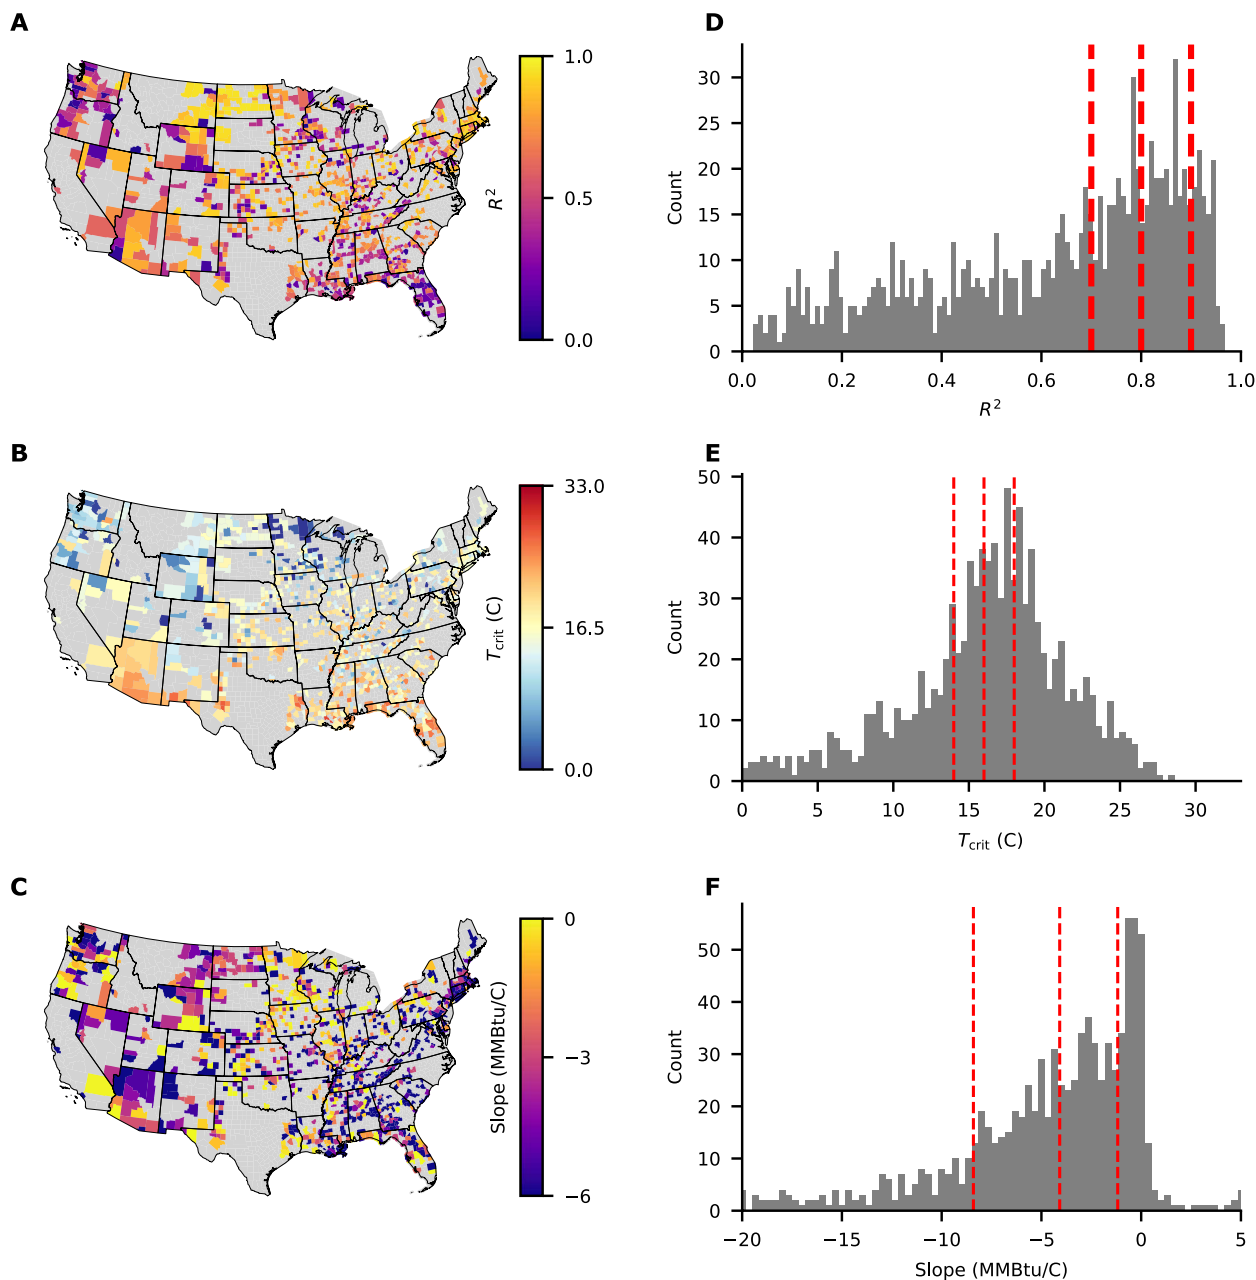 A
1.0
0.5
0.0
R²
D
30
25
20
15
10
5
0
Count
0.0 0.2 0.4 0.6 0.8 1.0
R²
B
33.0
16.5
0.0
T_crit (C)
E
50
40
30
20
10
0
Count
0 5 10 15 20 25 30
T_crit (C)
C
0
−3
−6
Slope (MMBtu/C)
F
50
40
30
20
10
0
Count
−20 −15 −10 −5 0 5
Slope (MMBtu/C)